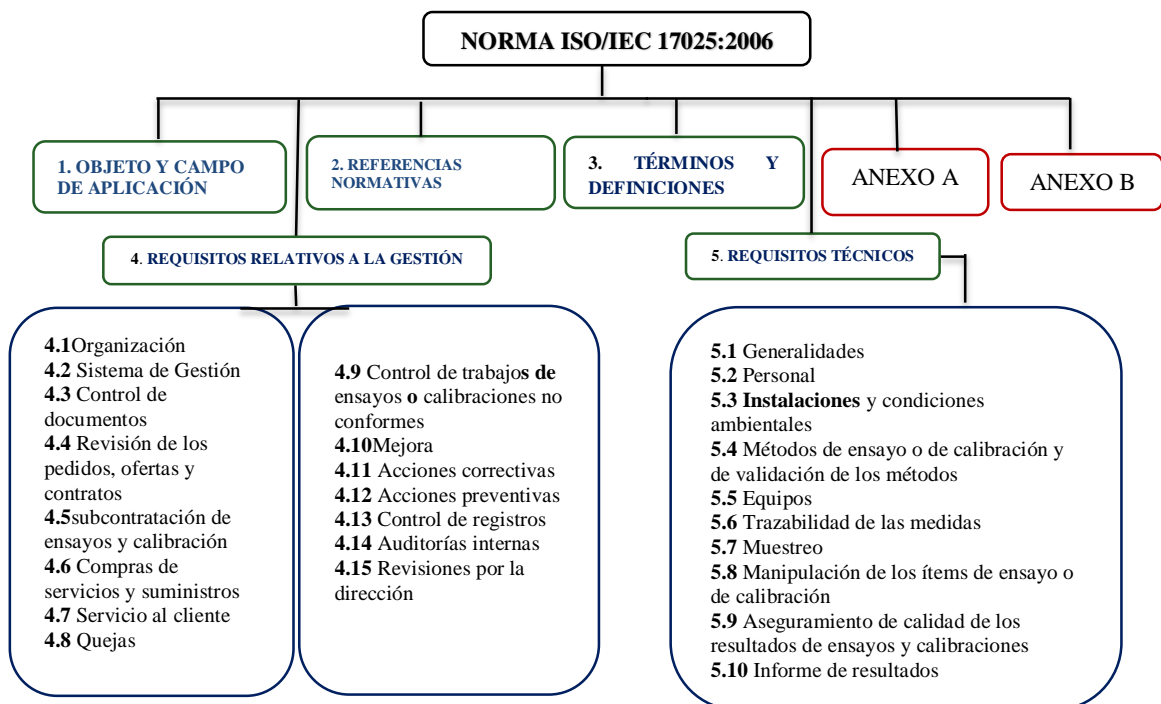 NORMA ISO/IEC 17025:2006
1. OBJETO Y CAMPO
DE APLICACIÓN
2. REFERENCIAS
NORMATIVAS
3. TÉRMINOS Y
DEFINICIONES
ANEXO A
ANEXO B
4. REQUISITOS RELATIVOS A LA GESTIÓN
5. REQUISITOS TÉCNICOS
4.1Organización
4.2 Sistema de Gestión
4.3 Control de
documentos
4.4 Revisión de los
pedidos, ofertas y
contratos
4.5subcontratación de
ensayos y calibración
4.6 Compras de
servicios y suministros
4.7 Servicio al cliente
4.8 Quejas
4.9 Control de trabajos de
ensayos o calibraciones no
conformes
4.10Mejora
4.11 Acciones correctivas
4.12 Acciones preventivas
4.13 Control de registros
4.14 Auditorías internas
4.15 Revisiones por la
dirección
5.1 Generalidades
5.2 Personal
5.3 Instalaciones y condiciones
ambientales
5.4 Métodos de ensayo o de calibración y
de validación de los métodos
5.5 Equipos
5.6 Trazabilidad de las medidas
5.7 Muestreo
5.8 Manipulación de los ítems de ensayo o
de calibración
5.9 Aseguramiento de calidad de los
resultados de ensayos y calibraciones
5.10 Informe de resultados